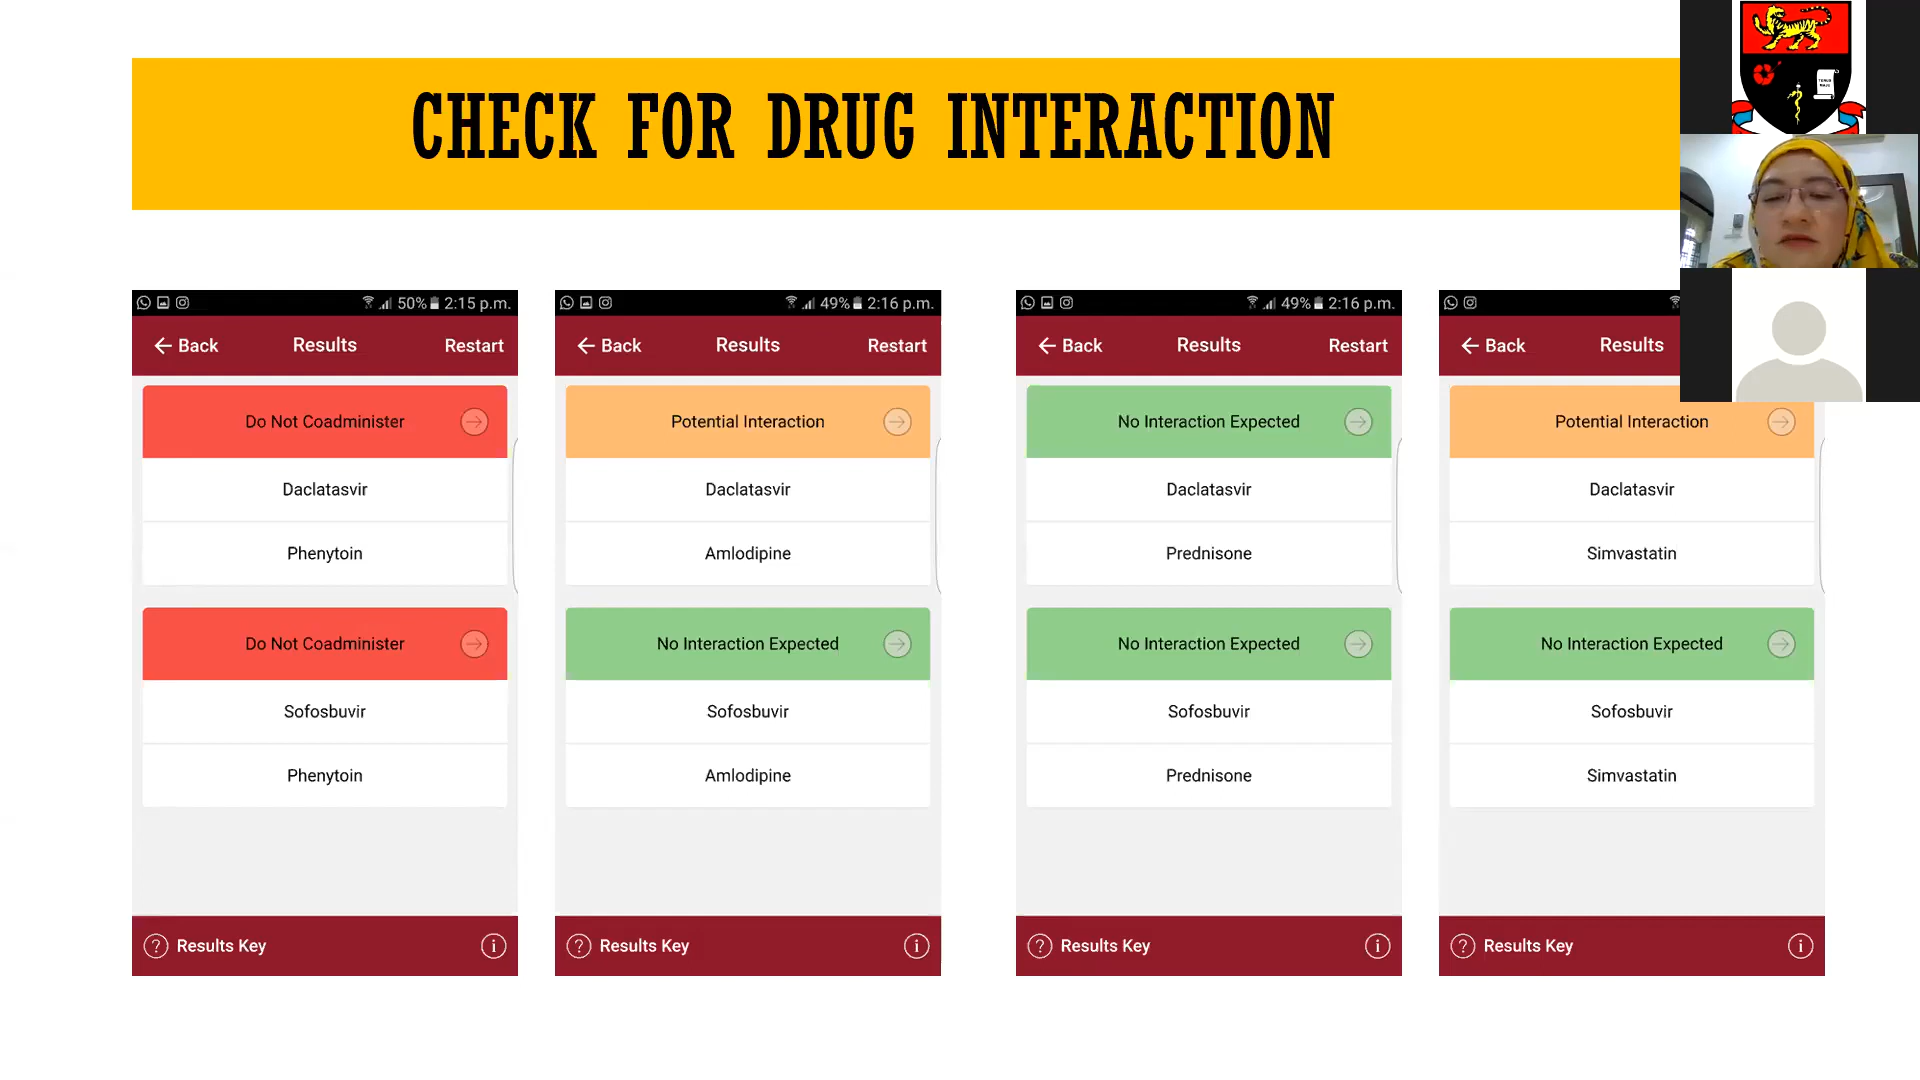 CHECK FOR DRUG INTERACTION
50% 2:15 p.m.
Back Results Restart
Do Not Coadminister
Daclatasvir
Phenytoin
Do Not Coadminister
Sofosbuvir
Phenytoin
Results Key
49% 2:16 p.m.
Back Results Restart
Potential Interaction
Daclatasvir
Amlodipine
No Interaction Expected
Sofosbuvir
Amlodipine
Results Key
49% 2:16 p.m.
Back Results Restart
No Interaction Expected
Daclatasvir
Prednisone
No Interaction Expected
Sofosbuvir
Prednisone
Results Key
Back Results
Potential Interaction
Daclatasvir
Simvastatin
No Interaction Expected
Sofosbuvir
Simvastatin
Results Key